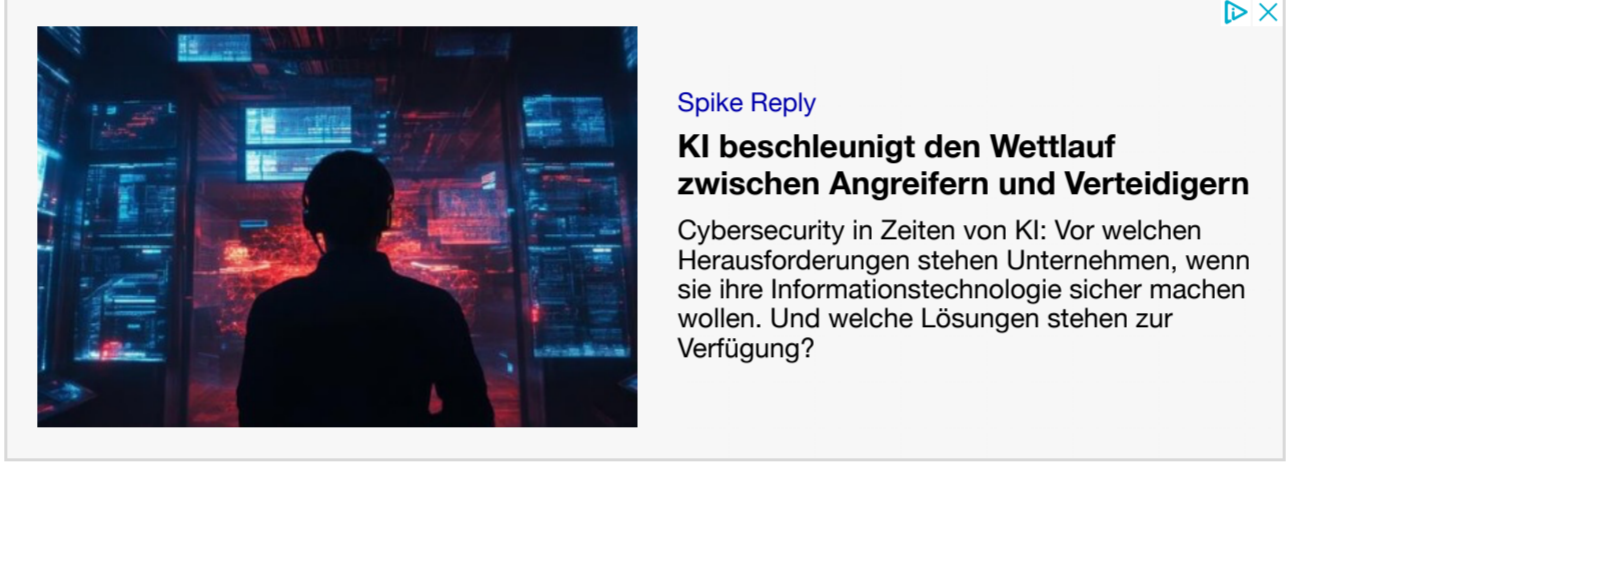 Spike Reply
KI beschleunigt den Wettlauf
zwischen Angreifern und Verteidigern
Cybersecurity in Zeiten von KI: Vor welchen
Herausforderungen stehen Unternehmen, wenn
sie ihre Informationstechnologie sicher machen
wollen. Und welche Lösungen stehen zur
Verfügung?